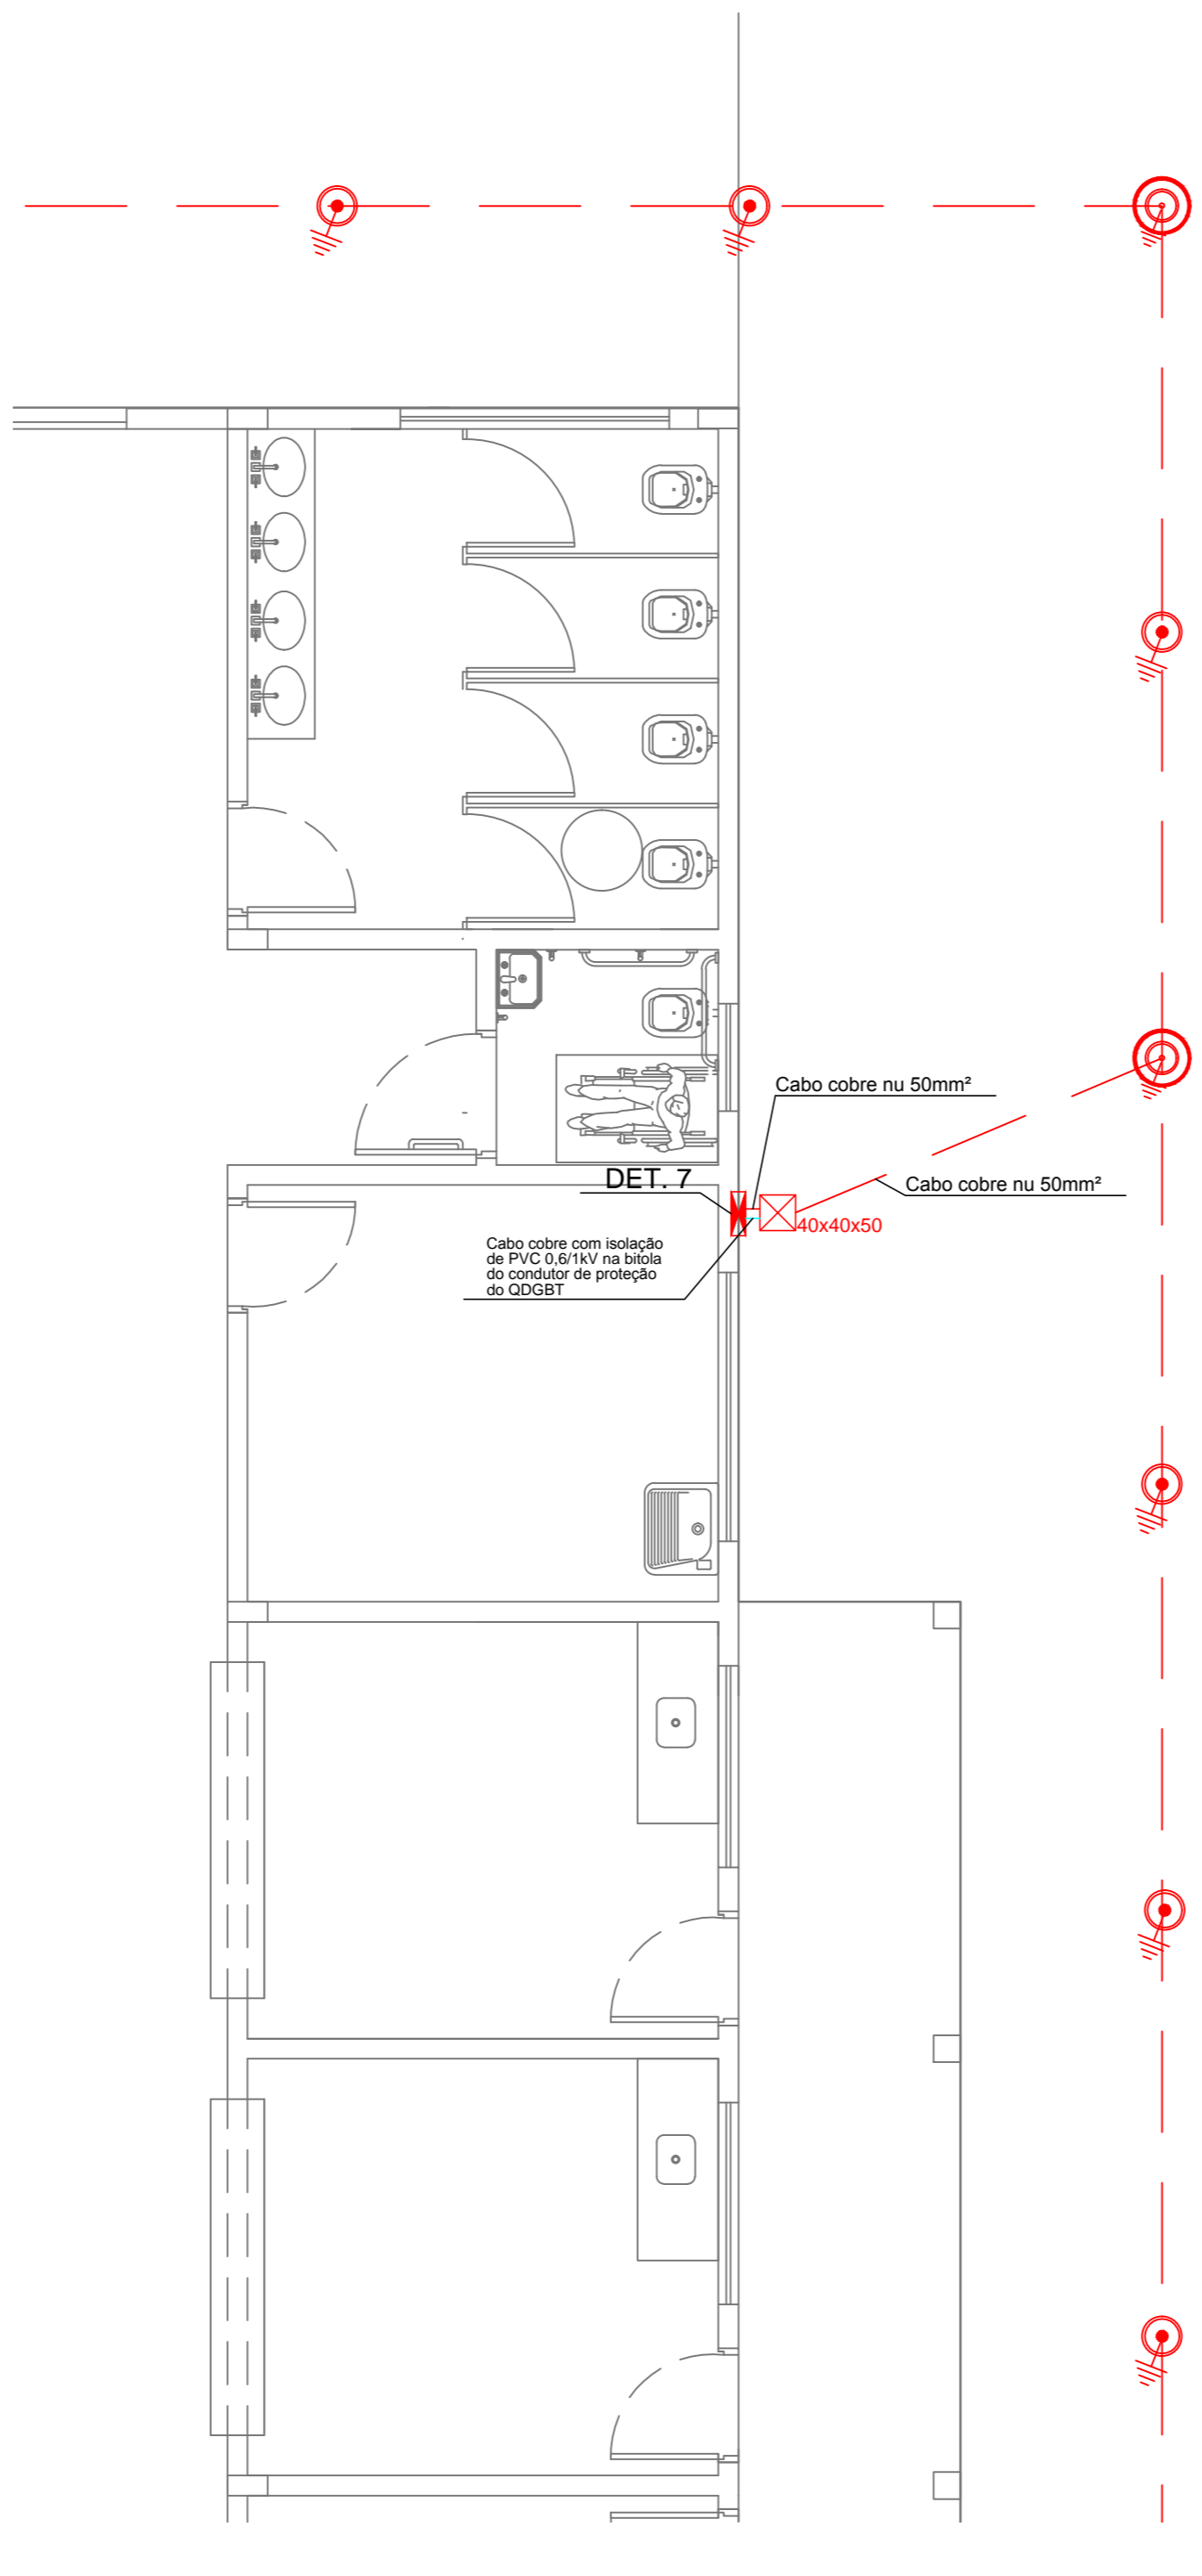 Cabo cobre nu 50mm²
DET. 7
Cabo cobre nu 50mm²
40x40x50
Cabo cobre com isolação
de PVC 0,6/1kV na bitola
do condutor de proteção
do QDGBT